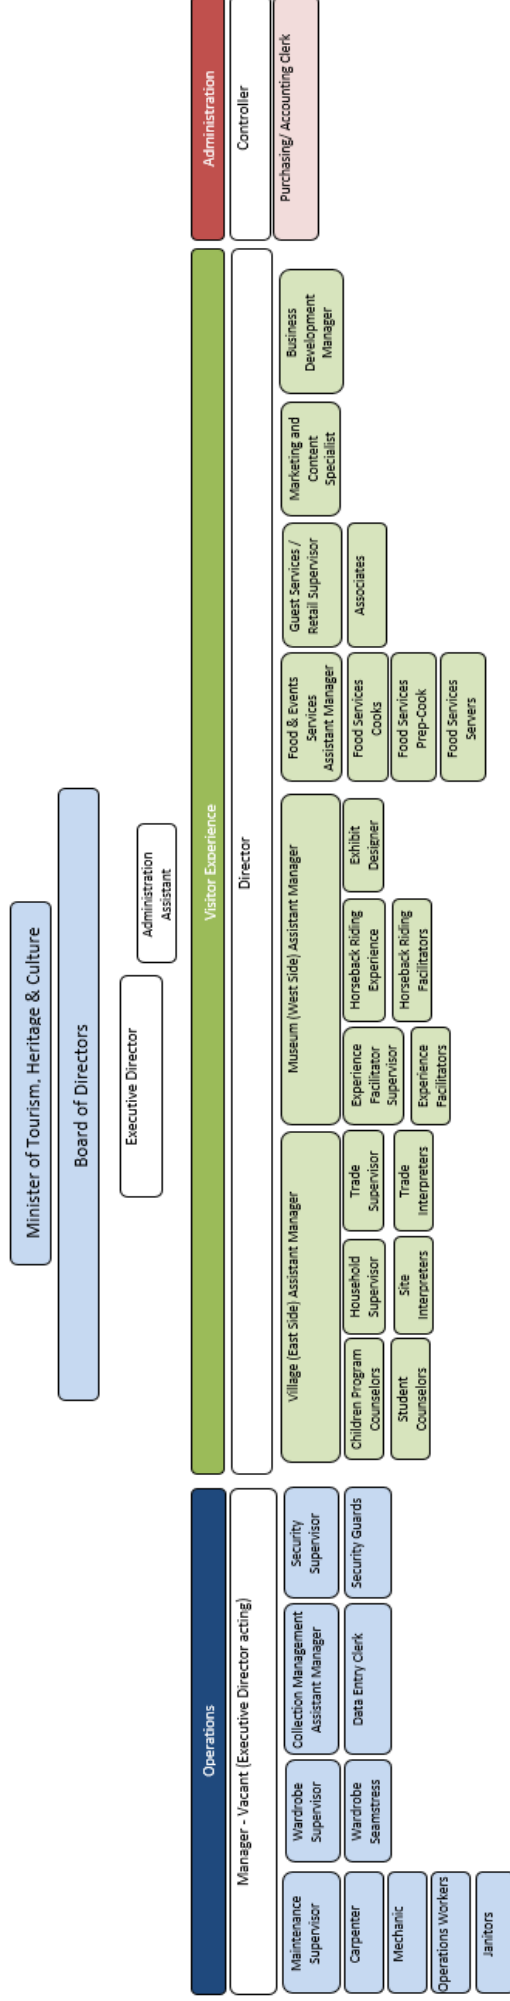 Minister of Tourism, Heritage & Culture
Board of Directors
Executive Director
Administration
Assistant
Operations
Manager - Vacant (Executive Director acting)
Maintenance
Supervisor
Carpenter
Mechanic
Operations Workers
Janitors
Wardrobe
Supervisor
Wardrobe
Seamstress
Collection Management
Assistant Manager
Data Entry Clerk
Security
Supervisor
Security Guards
Visitor Experience
Director
Village (East Side) Assistant Manager
Children Program
Counselors
Student
Counselors
Household
Supervisor
Site
Interpreters
Trade
Supervisor
Trade
Interpreters
Museum (West Side) Assistant Manager
Experience
Facilitator
Supervisor
Experience
Facilitators
Horseback Riding
Experience
Horseback Riding
Facilitators
Exhibit
Designer
Food & Events
Services
Assistant Manager
Food Services
Cooks
Food Services
Prep-Cook
Food Services
Servers
Guest Services /
Retail Supervisor
Associates
Marketing and
Content
Specialist
Business
Development
Manager
Administration
Controller
Purchasing/ Accounting Clerk